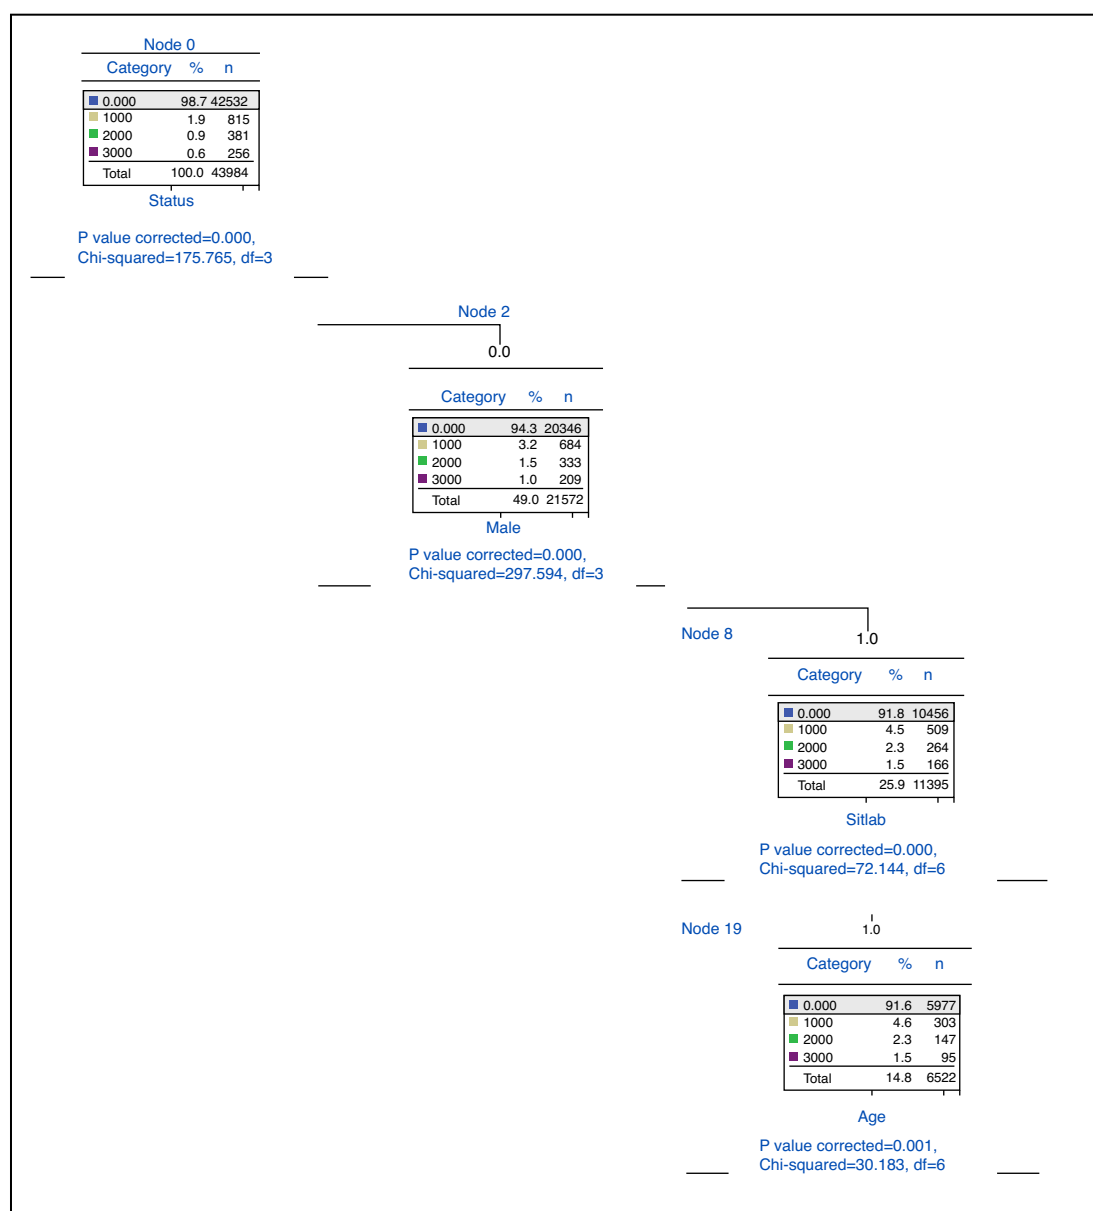 Node 0
Category % n
0.000 98.7 42532
1000 1.9 815
2000 0.9 381
3000 0.6 256
Total 100.0 43984
Status
P value corrected=0.000,
Chi-squared=175.765, df=3
Node 2
0.0
Category % n
0.000 94.3 20346
1000 3.2 684
2000 1.5 333
3000 1.0 209
Total 49.0 21572
Male
P value corrected=0.000,
Chi-squared=297.594, df=3
Node 8
1.0
Category % n
0.000 91.8 10456
1000 4.5 509
2000 2.3 264
3000 1.5 166
Total 25.9 11395
Sitlab
P value corrected=0.000,
Chi-squared=72.144, df=6
Node 19
1.0
Category % n
0.000 91.6 5977
1000 4.6 303
2000 2.3 147
3000 1.5 95
Total 14.8 6522
Age
P value corrected=0.001,
Chi-squared=30.183, df=6